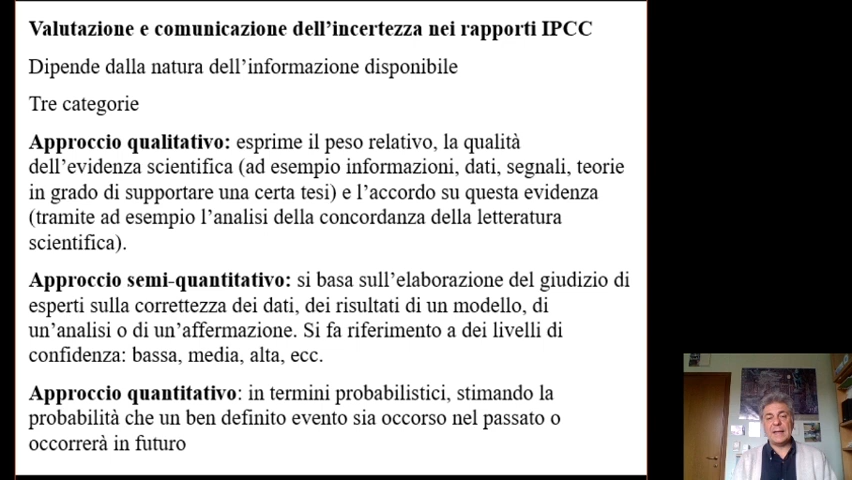 Valutazione e comunicazione dell’incertezza nei rapporti IPCC
Dipende dalla natura dell’informazione disponibile
Tre categorie
Approccio qualitativo: esprime il peso relativo, la qualità
dell’evidenza scientifica (ad esempio informazioni, dati, segnali, teorie
in grado di supportare una certa tesi) e l’accordo su questa evidenza
(tramite ad esempio l’analisi della concordanza della letteratura
scientifica).
Approccio semi-quantitativo: si basa sull’elaborazione del giudizio di
esperti sulla correttezza dei dati, dei risultati di un modello, di
un’analisi o di un’affermazione. Si fa riferimento a dei livelli di
confidenza: bassa, media, alta, ecc.
Approccio quantitativo: in termini probabilistici, stimando la
probabilità che un ben definito evento sia occorso nel passato o
occorrerà in futuro